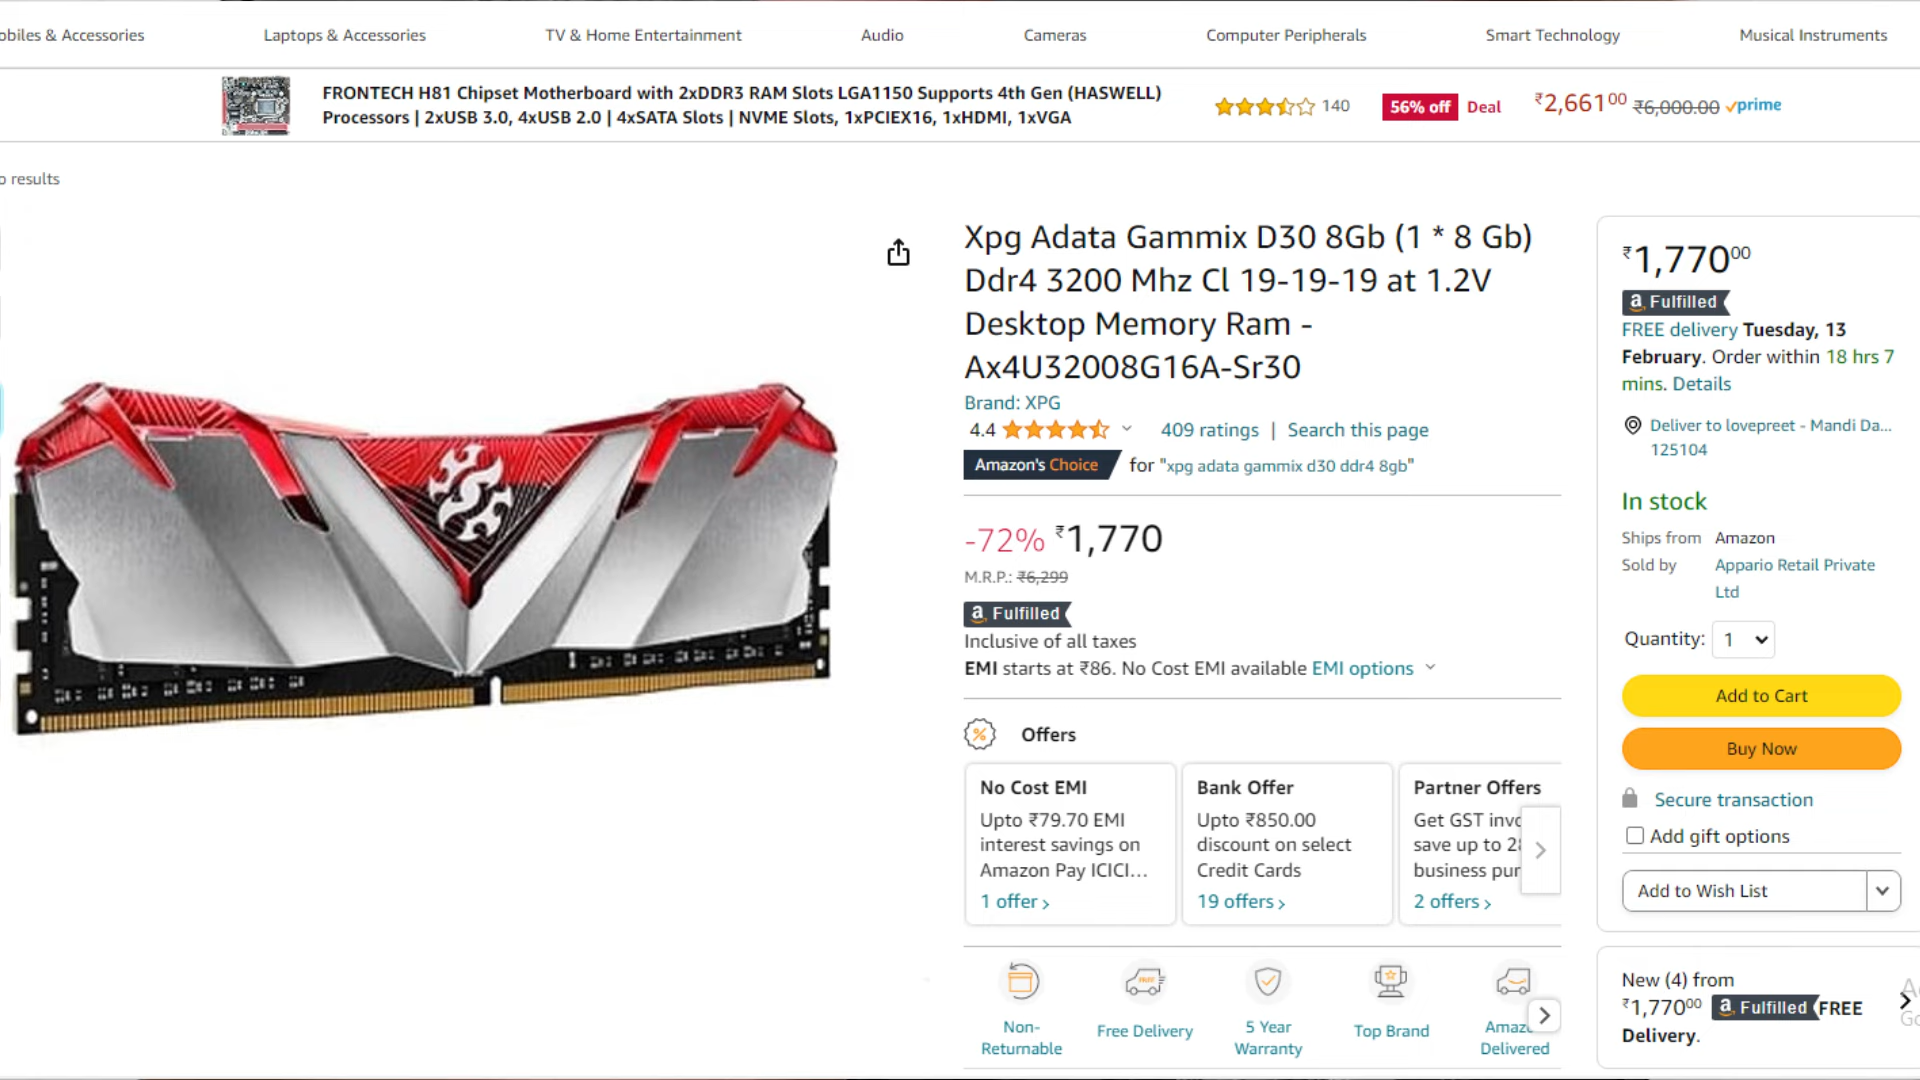 obiles & Accessories
Laptops & Accessories
TV & Home Entertainment
Audio
Cameras
Computer Peripherals
Smart Technology
Musical Instruments
FRONTECH H81 Chipset Motherboard with 2xDDR3 RAM Slots LGA1150 Supports 4th Gen (HASWELL)
Processors | 2xUSB 3.0, 4xUSB 2.0 | 4xSATA Slots | NVME Slots, 1xPCIEX16, 1xHDMI, 1xVGA
140
56% off Deal
₹2,66100 ₹6,000.00 prime
o results
Xpg Adata Gammix D30 8Gb (1 * 8 Gb)
Ddr4 3200 Mhz Cl 19-19-19 at 1.2V
Desktop Memory Ram -
Ax4U32008G16A-Sr30
Brand: XPG
4.4
409 ratings | Search this page
Amazon's Choice for "xpg adata gammix d30 ddr4 8gb"
-72% ₹1,770
M.R.P.: ₹6,299
a Fulfilled
Inclusive of all taxes
EMI starts at ₹86. No Cost EMI available EMI options
Offers
No Cost EMI
Upto ₹79.70 EMI
interest savings on
Amazon Pay ICICI…
1 offer ›
Bank Offer
Upto ₹850.00
discount on select
Credit Cards
19 offers ›
Partner Offers
Get GST invo
save up to 28
business pur
2 offers ›
Non-
Returnable
Free Delivery
5 Year
Warranty
Top Brand
Amaz
Delivered
₹1,77000
a Fulfilled
FREE delivery Tuesday, 13
February. Order within 18 hrs 7
mins. Details
Deliver to lovepreet - Mandi Da...
125104
In stock
Ships from Amazon
Sold by Appario Retail Private
Ltd
Quantity: 1
Add to Cart
Buy Now
Secure transaction
Add gift options
Add to Wish List
New (4) from
₹1,77000 a Fulfilled FREE
Delivery.